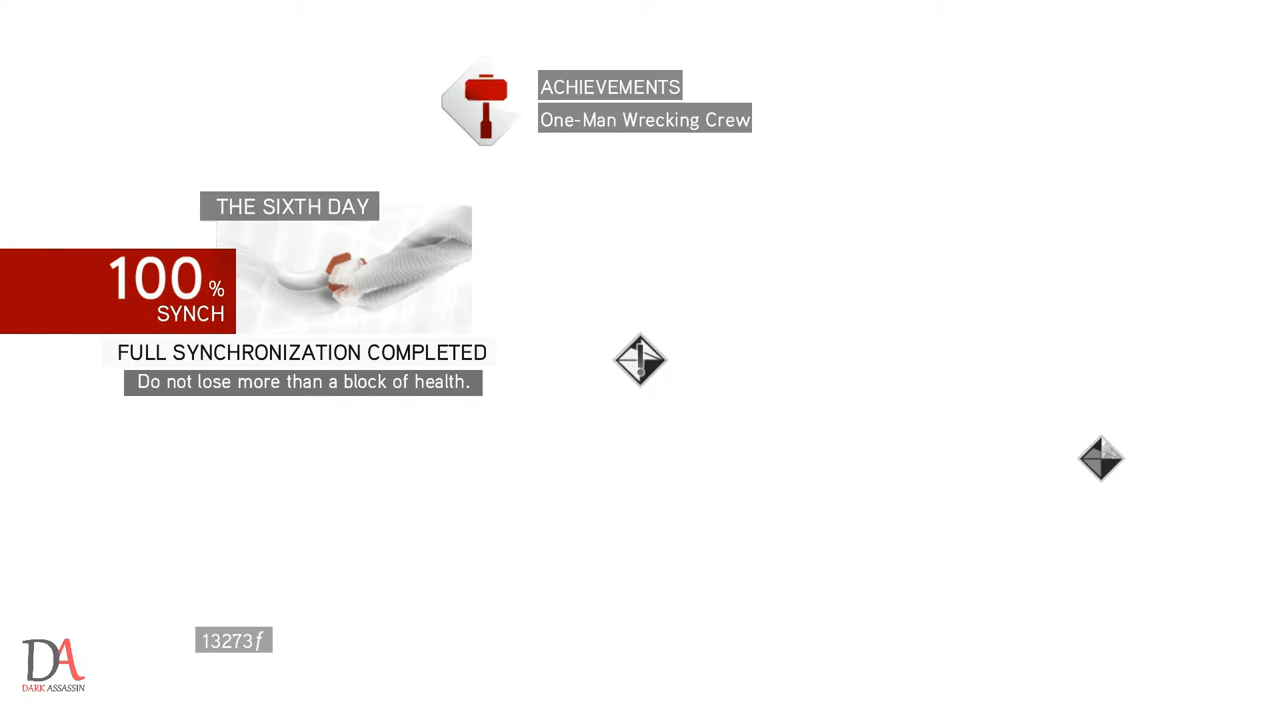 ACHIEVEMENTS
One-Man Wrecking Crew
THE SIXTH DAY
100 %
SYNCH
FULL SYNCHRONIZATION COMPLETED
Do not lose more than a block of health.
13273ƒ
DA
DARK ASSASSIN